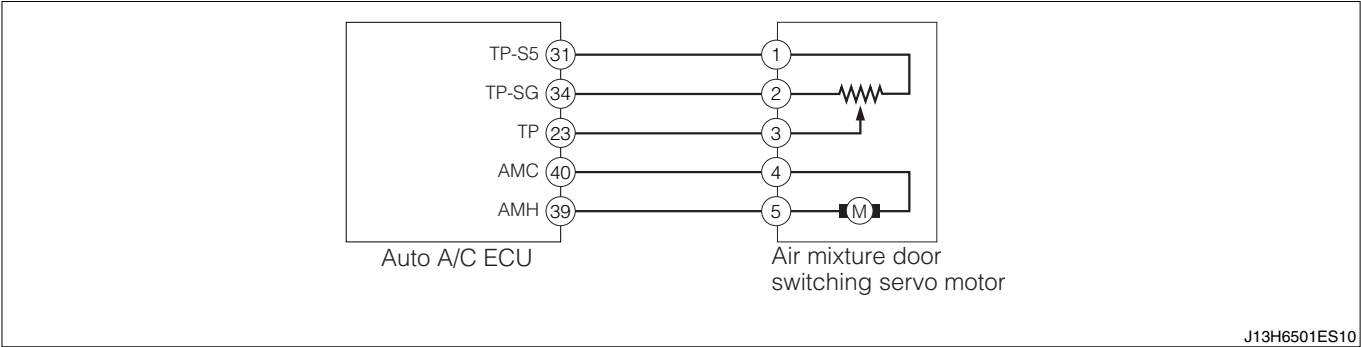 TP-S5 31 1
TP-SG 34 2
TP 23 3
AMC 40 4
AMH 39 5 M
Auto A/C ECU
Air mixture door
switching servo motor
J13H6501ES10